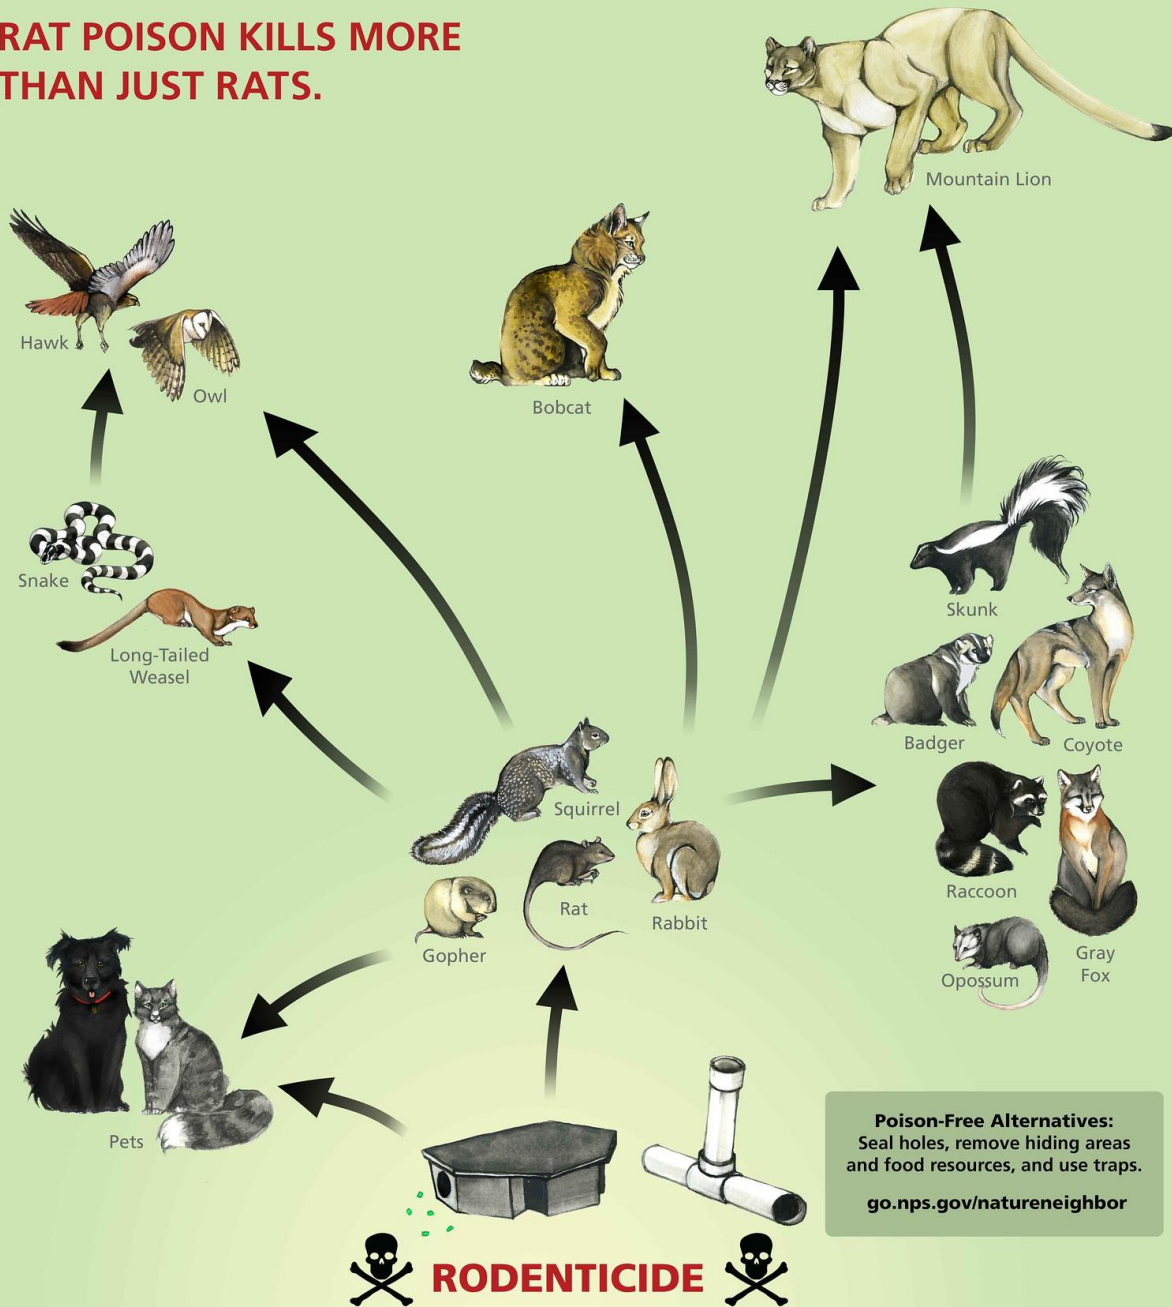 RAT POISON KILLS MORE
THAN JUST RATS.
Mountain Lion
Hawk
Owl
Bobcat
Snake
Long-Tailed
Weasel
Skunk
Badger
Coyote
Squirrel
Raccoon
Rat
Rabbit
Gopher
Gray
Fox
Opossum
Pets
Poison-Free Alternatives:
Seal holes, remove hiding areas
and food resources, and use traps.
go.nps.gov/natureneighbor
RODENTICIDE